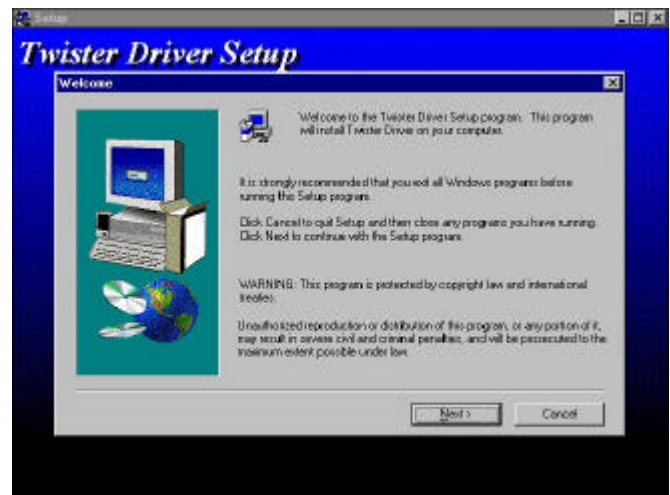 Setup
Twister Driver Setup
Welcome
Welcome to the Twister Driver Setup program. This program
will install Twister Driver on your computer.
It is strongly recommended that you exit all Windows programs before
running this Setup program.
Click Cancel to quit Setup and then close any programs you have running.
Click Next to continue with the Setup program.
WARNING: This program is protected by copyright law and international
treaties.
Unauthorized reproduction or distribution of this program, or any portion of it,
may result in severe civil and criminal penalties, and will be prosecuted to the
maximum extent possible under law.
Next >
Cancel